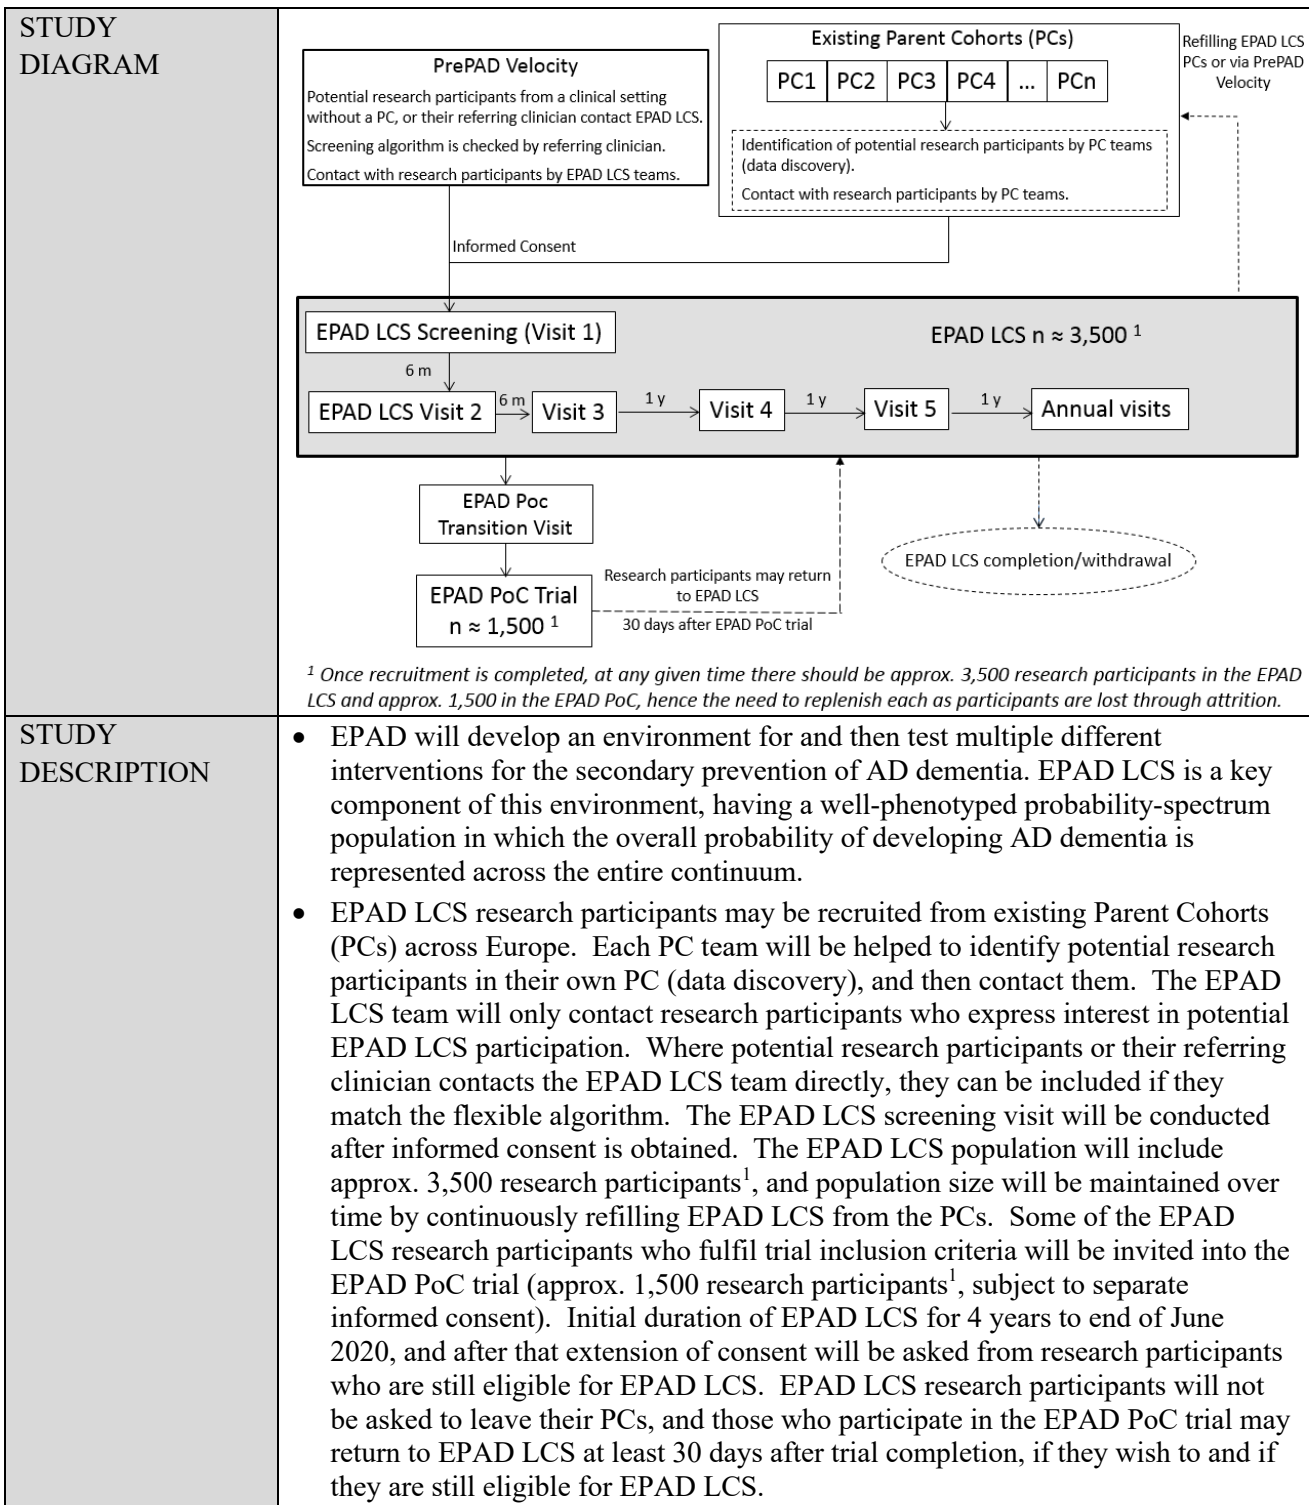 STUDY
DIAGRAM
PrePAD Velocity
Potential research participants from a clinical setting
without a PC, or their referring clinician contact EPAD LCS.
Screening algorithm is checked by referring clinician.
Contact with research participants by EPAD LCS teams.
Existing Parent Cohorts (PCs)
PC1 PC2 PC3 PC4 ... PCn
Identification of potential research participants by PC teams
(data discovery).
Contact with research participants by PC teams.
Refilling EPAD LCS
PCs or via PrePAD
Velocity
Informed Consent
EPAD LCS Screening (Visit 1)
EPAD LCS n ≈ 3,500 ¹
6 m
EPAD LCS Visit 2
6 m
Visit 3
1 y
Visit 4
1 y
Visit 5
1 y
Annual visits
EPAD Poc
Transition Visit
EPAD PoC Trial
n ≈ 1,500 ¹
Research participants may return
to EPAD LCS
30 days after EPAD PoC trial
EPAD LCS completion/withdrawal
¹ Once recruitment is completed, at any given time there should be approx. 3,500 research participants in the EPAD
LCS and approx. 1,500 in the EPAD PoC, hence the need to replenish each as participants are lost through attrition.
STUDY
DESCRIPTION
• EPAD will develop an environment for and then test multiple different
interventions for the secondary prevention of AD dementia. EPAD LCS is a key
component of this environment, having a well-phenotyped probability-spectrum
population in which the overall probability of developing AD dementia is
represented across the entire continuum.
• EPAD LCS research participants may be recruited from existing Parent Cohorts
(PCs) across Europe. Each PC team will be helped to identify potential research
participants in their own PC (data discovery), and then contact them. The EPAD
LCS team will only contact research participants who express interest in potential
EPAD LCS participation. Where potential research participants or their referring
clinician contacts the EPAD LCS team directly, they can be included if they
match the flexible algorithm. The EPAD LCS screening visit will be conducted
after informed consent is obtained. The EPAD LCS population will include
approx. 3,500 research participants¹, and population size will be maintained over
time by continuously refilling EPAD LCS from the PCs. Some of the EPAD
LCS research participants who fulfil trial inclusion criteria will be invited into the
EPAD PoC trial (approx. 1,500 research participants¹, subject to separate
informed consent). Initial duration of EPAD LCS for 4 years to end of June
2020, and after that extension of consent will be asked from research participants
who are still eligible for EPAD LCS. EPAD LCS research participants will not
be asked to leave their PCs, and those who participate in the EPAD PoC trial may
return to EPAD LCS at least 30 days after trial completion, if they wish to and if
they are still eligible for EPAD LCS.